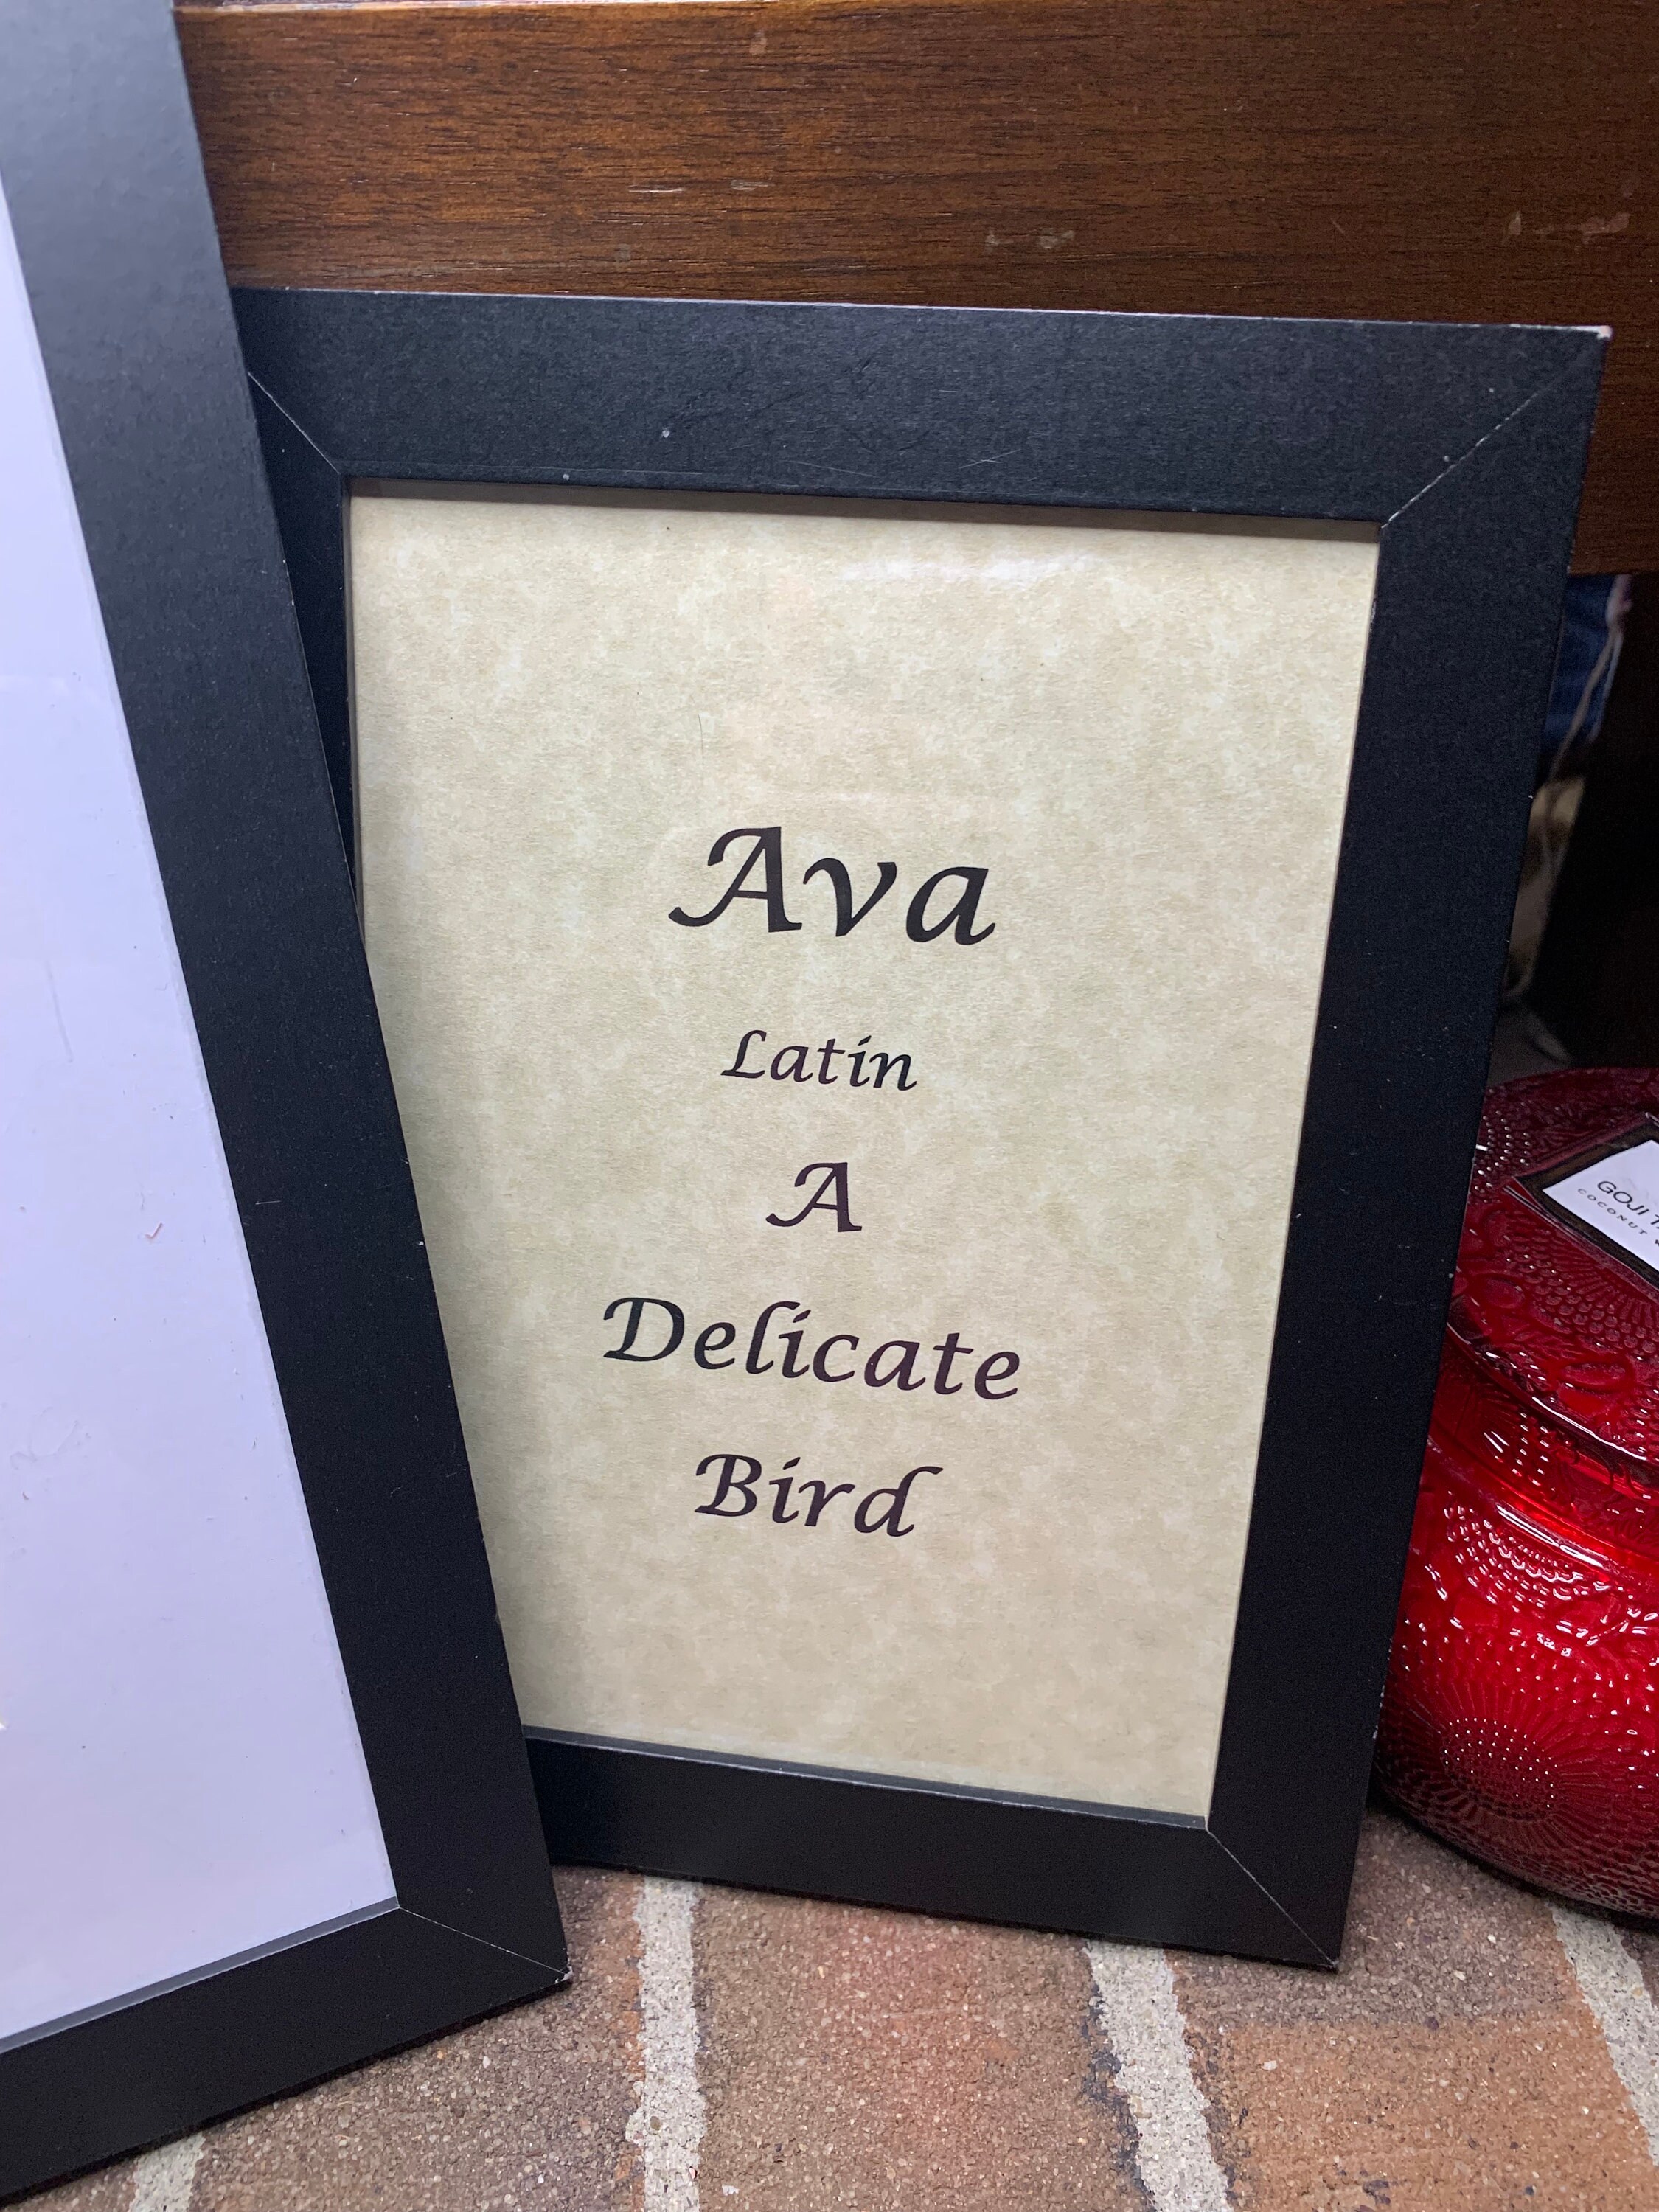 Ava
Latin
A
Delicate
Bird
GOJI
COCONUT